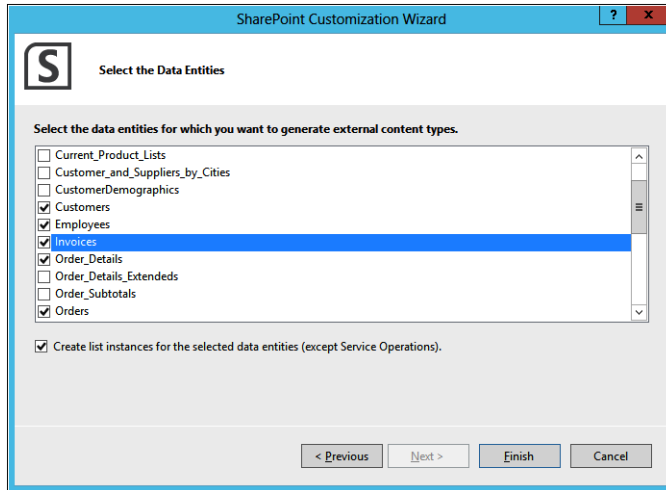 SharePoint Customization Wizard
? x
S
Select the Data Entities
Select the data entities for which you want to generate external content types.
Current_Product_Lists
Customer_and_Suppliers_by_Cities
CustomerDemographics
Customers
Employees
Invoices
Order_Details
Order_Details_Extendeds
Order_Subtotals
Orders
Create list instances for the selected data entities (except Service Operations).
< Previous Next > Finish Cancel